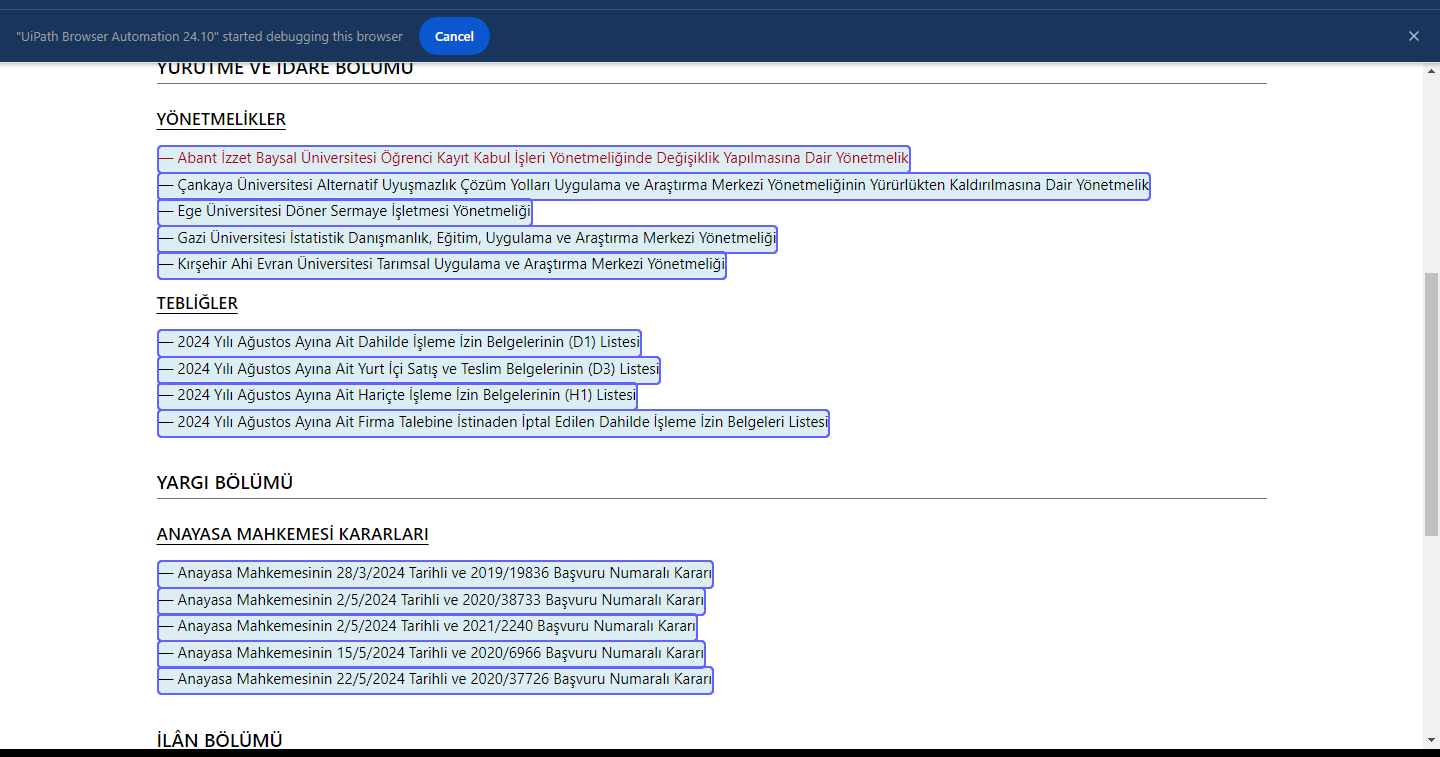 "UiPath Browser Automation 24.10" started debugging this browser
Cancel
YÜRÜTME VE İDARE BÖLÜMÜ
YÖNETMELİKLER
— Abant İzzet Baysal Üniversitesi Öğrenci Kayıt Kabul İşleri Yönetmeliğinde Değişiklik Yapılmasına Dair Yönetmelik
— Çankaya Üniversitesi Alternatif Uyuşmazlık Çözüm Yolları Uygulama ve Araştırma Merkezi Yönetmeliğinin Yürürlükten Kaldırılmasına Dair Yönetmelik
— Ege Üniversitesi Döner Sermaye İşletmesi Yönetmeliği
— Gazi Üniversitesi İstatistik Danışmanlık, Eğitim, Uygulama ve Araştırma Merkezi Yönetmeliği
— Kırşehir Ahi Evran Üniversitesi Tarımsal Uygulama ve Araştırma Merkezi Yönetmeliği
TEBLİĞLER
— 2024 Yılı Ağustos Ayına Ait Dahilde İşleme İzin Belgelerinin (D1) Listesi
— 2024 Yılı Ağustos Ayına Ait Yurt İçi Satış ve Teslim Belgelerinin (D3) Listesi
— 2024 Yılı Ağustos Ayına Ait Hariçte İşleme İzin Belgelerinin (H1) Listesi
— 2024 Yılı Ağustos Ayına Ait Firma Talebine İstinaden İptal Edilen Dahilde İşleme İzin Belgeleri Listesi
YARGI BÖLÜMÜ
ANAYASA MAHKEMESİ KARARLARI
— Anayasa Mahkemesinin 28/3/2024 Tarihli ve 2019/19836 Başvuru Numaralı Kararı
— Anayasa Mahkemesinin 2/5/2024 Tarihli ve 2020/38733 Başvuru Numaralı Kararı
— Anayasa Mahkemesinin 2/5/2024 Tarihli ve 2021/2240 Başvuru Numaralı Kararı
— Anayasa Mahkemesinin 15/5/2024 Tarihli ve 2020/6966 Başvuru Numaralı Kararı
— Anayasa Mahkemesinin 22/5/2024 Tarihli ve 2020/37726 Başvuru Numaralı Kararı
İLÂN BÖLÜMÜ